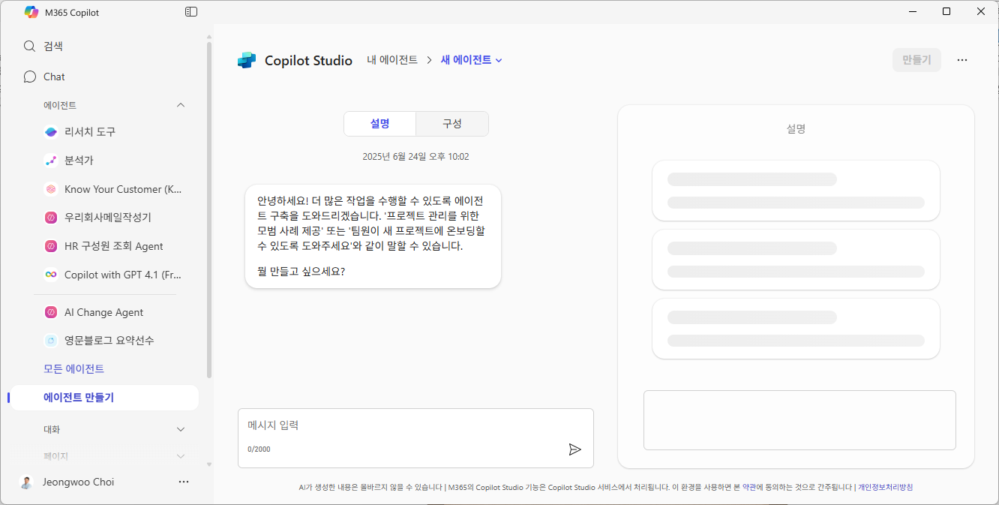 M365 Copilot
검색
Chat
에이전트
리서치 도구
분석가
Know Your Customer (K...
우리회사메일작성기
HR 구성원 조회 Agent
Copilot with GPT 4.1 (Fr...
AI Change Agent
영문블로그 요약선수
모든 에이전트
에이전트 만들기
대화
페이지
Jeongwoo Choi
Copilot Studio 내 에이전트 > 새 에이전트
만들기
설명 구성
2025년 6월 24일 오후 10:02
안녕하세요! 더 많은 작업을 수행할 수 있도록 에이전
트 구축을 도와드리겠습니다. '프로젝트 관리를 위한
모범 사례 제공' 또는 '팀원이 새 프로젝트에 온보딩할
수 있도록 도와주세요'와 같이 말할 수 있습니다.
뭘 만들고 싶으세요?
메시지 입력
0/2000
설명
AI가 생성한 내용은 올바르지 않을 수 있습니다 | M365의 Copilot Studio 기능은 Copilot Studio 서비스에서 처리됩니다. 이 환경을 사용하면 본 약관에 동의하는 것으로 간주됩니다 | 개인정보처리방침